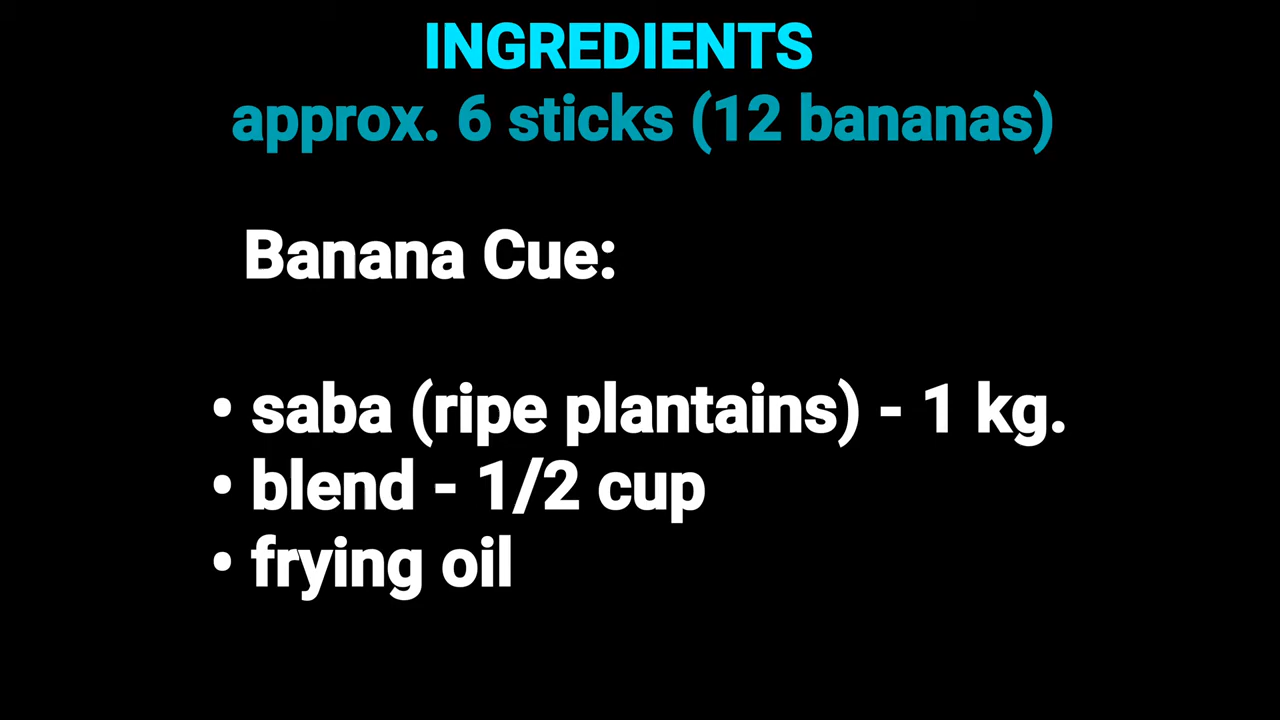 INGREDIENTS
approx. 6 sticks (12 bananas)
Banana Cue:
• saba (ripe plantains) - 1 kg.
• blend - 1/2 cup
• frying oil